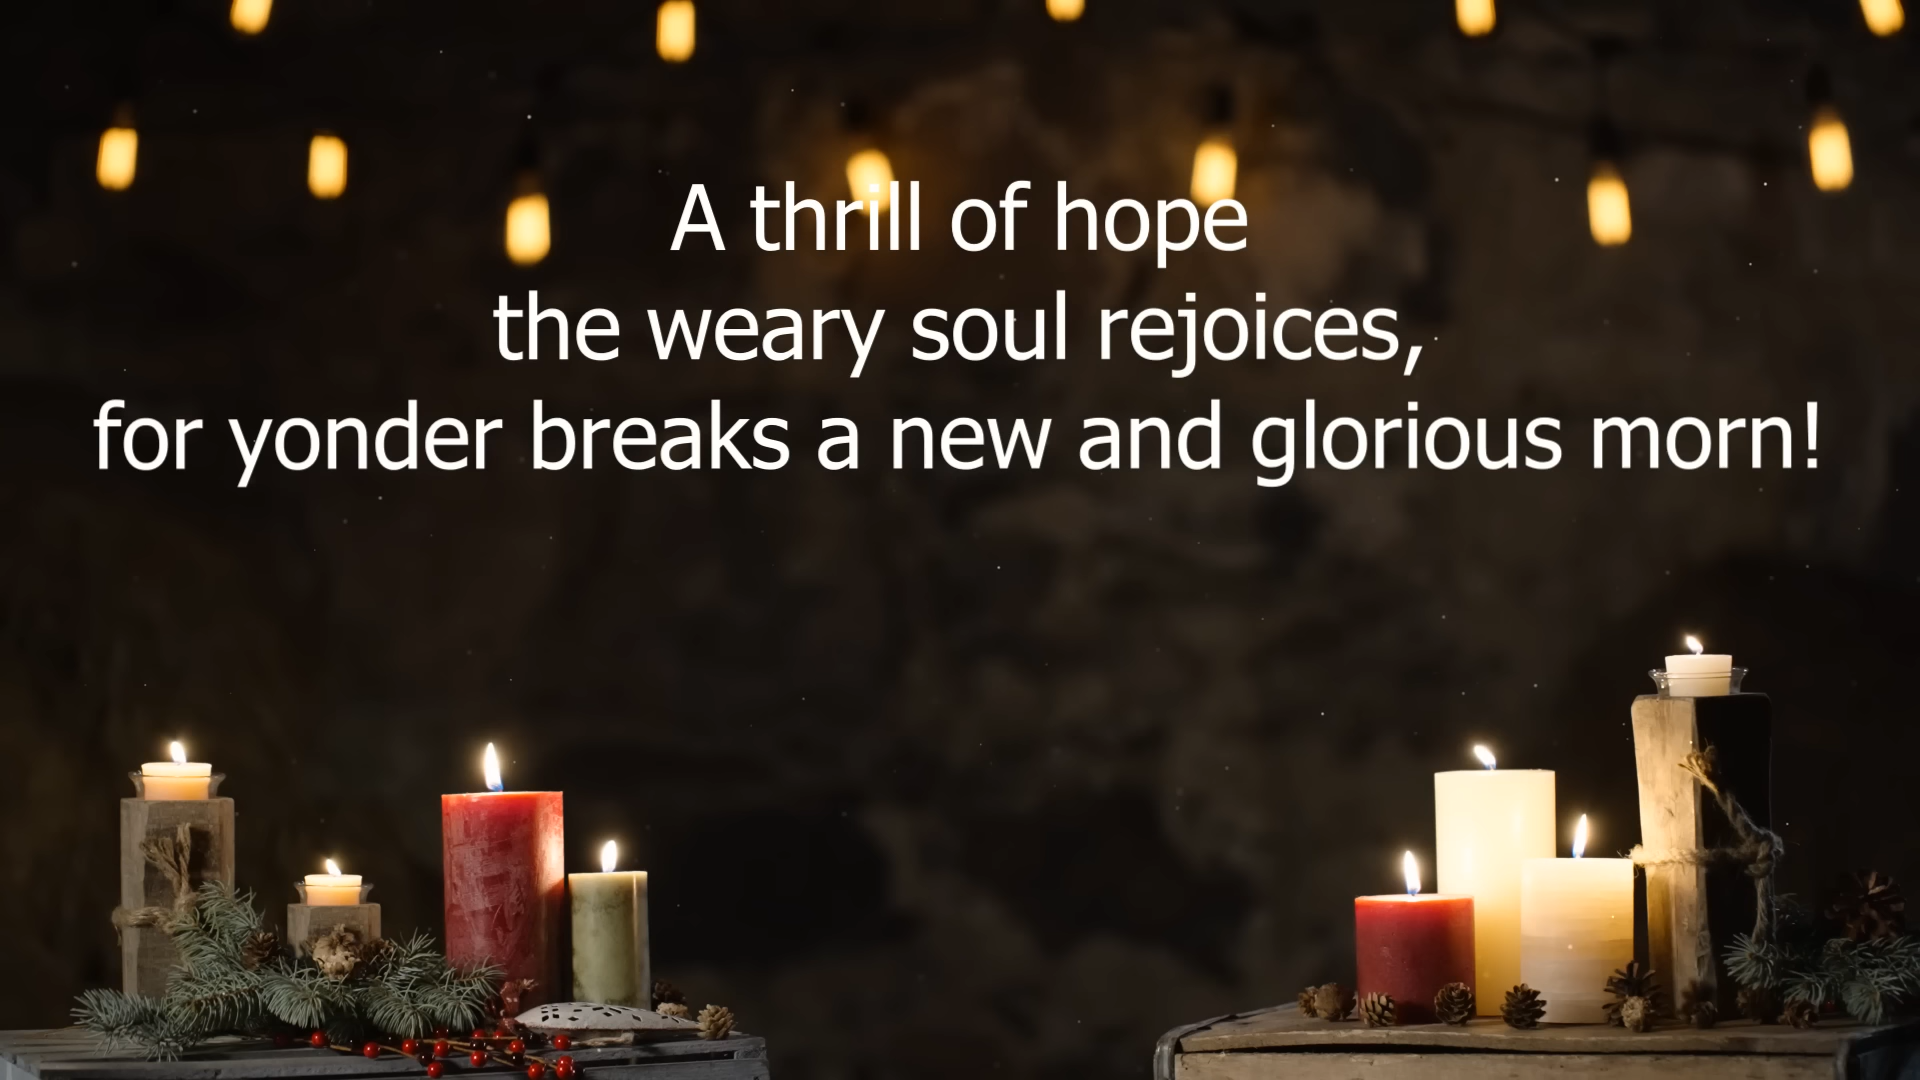 A thrill of hope
the weary soul rejoices,
for yonder breaks a new and glorious morn!